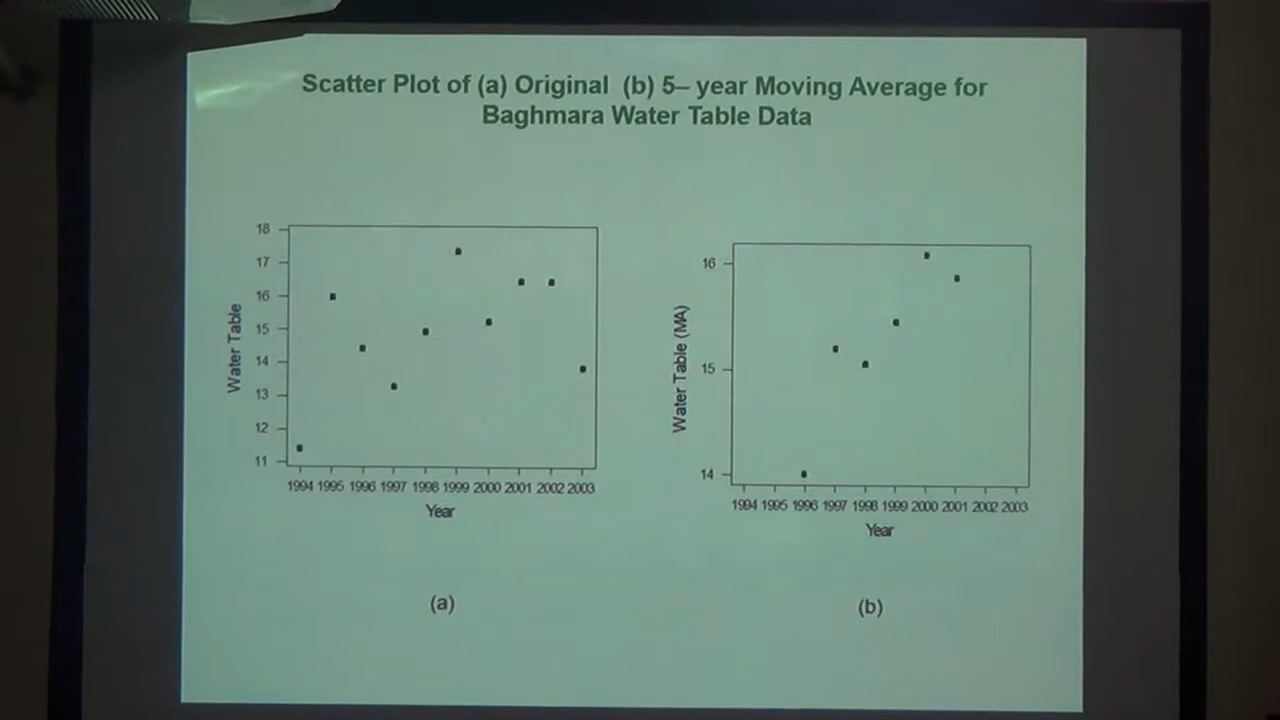 Scatter Plot of (a) Original (b) 5– year Moving Average for
Baghmara Water Table Data
18
17
16
15
14
13
12
11
Water Table
1994 1995 1996 1997 1998 1999 2000 2001 2002 2003
Year
(a)
16
15
14
Water Table (MA)
1994 1995 1996 1997 1998 1999 2000 2001 2002 2003
Year
(b)